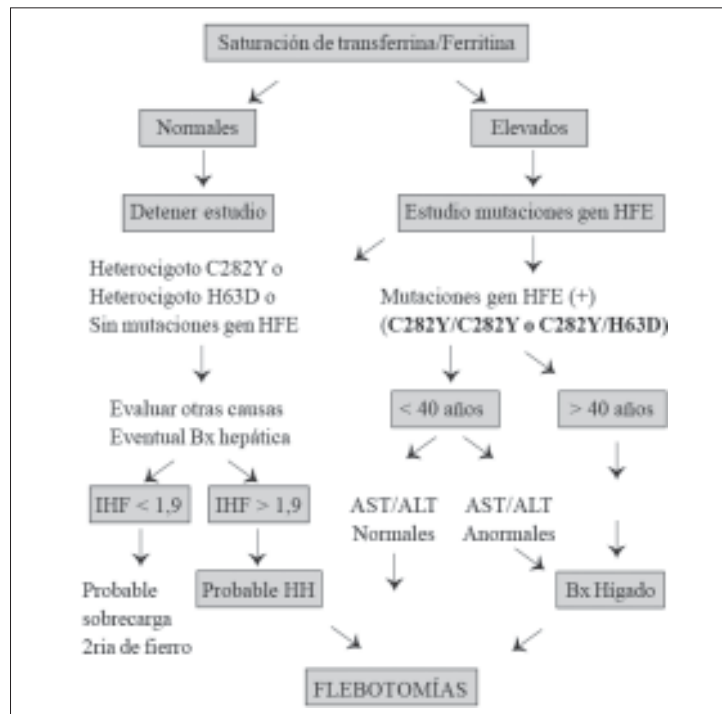 Saturación de transferrina/Ferritina
Normales
Elevados
Detener estudio
Estudio mutaciones gen HFE
Heterocigoto C282Y o
Heterocigoto H63D o
Sin mutaciones gen HFE
Mutaciones gen HFE (+)
(C282Y/C282Y o C282Y/H63D)
Evaluar otras causas
Eventual Bx hepática
< 40 años
> 40 años
IHF < 1,9
IHF > 1,9
AST/ALT
Normales
AST/ALT
Anormales
Probable
sobrecarga
2ria de fierro
Probable HH
Bx Higado
FLEBOTOMÍAS